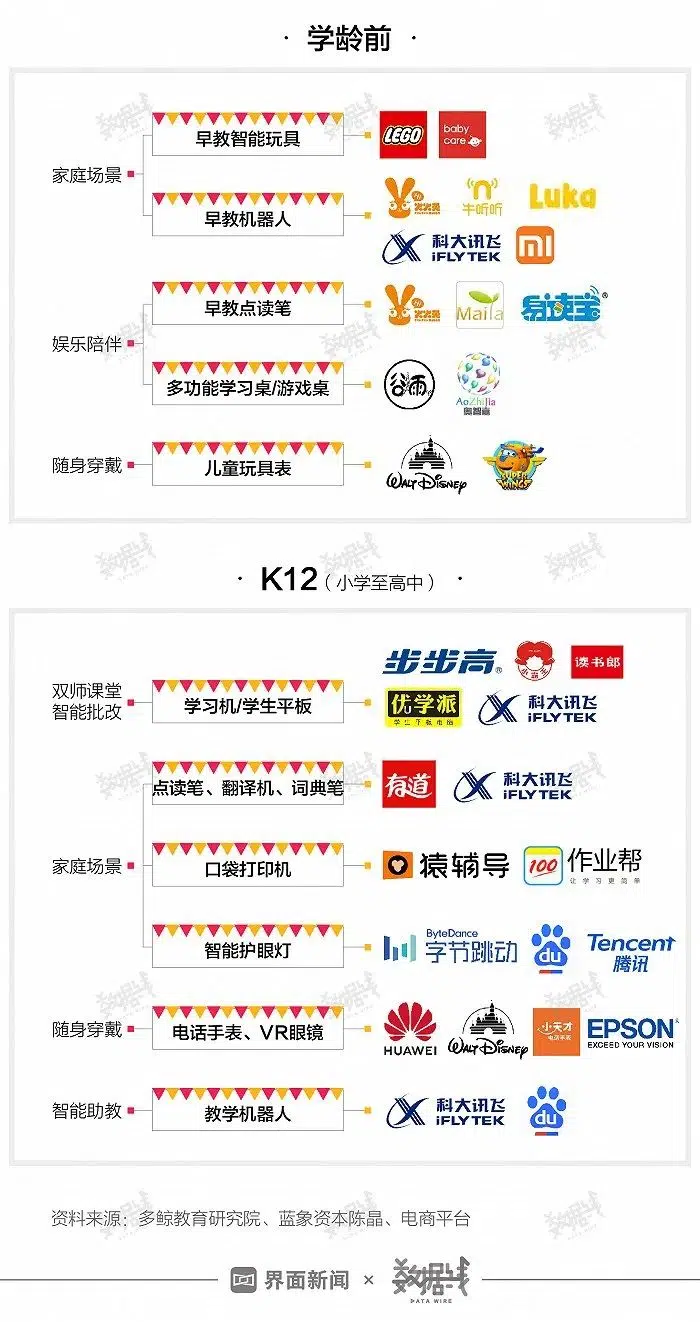 · 学龄前 ·
家庭场景
早教智能玩具
LEGO
baby
care
早教机器人
火火兔
牛听听
Luka
科大讯飞
iFLYTEK
mi
娱乐陪伴
早教点读笔
火火兔
Maila
易读宝®
多功能学习桌/游戏桌
谷雨
AoZhiJia
奥智嘉
随身穿戴
儿童玩具表
WALT DISNEY
SUPER
WINGS
· K12（小学至高中） ·
双师课堂
智能批改
学习机/学生平板
步步高®
小霸王
读书郎
优学派
学生平板电脑
科大讯飞
iFLYTEK
家庭场景
点读笔、翻译机、词典笔
有道
科大讯飞
iFLYTEK
口袋打印机
猿辅导
100
作业帮
让学习更简单
智能护眼灯
ByteDance
字节跳动
du
Tencent
腾讯
随身穿戴
电话手表、VR眼镜
HUAWEI
WALT DISNEY
小天才
电话手表
EPSON
EXCEED YOUR VISION
智能助教
教学机器人
科大讯飞
iFLYTEK
du
资料来源：多鲸教育研究院、蓝象资本陈晶、电商平台
界面新闻 × 数据线
DATA WIRE